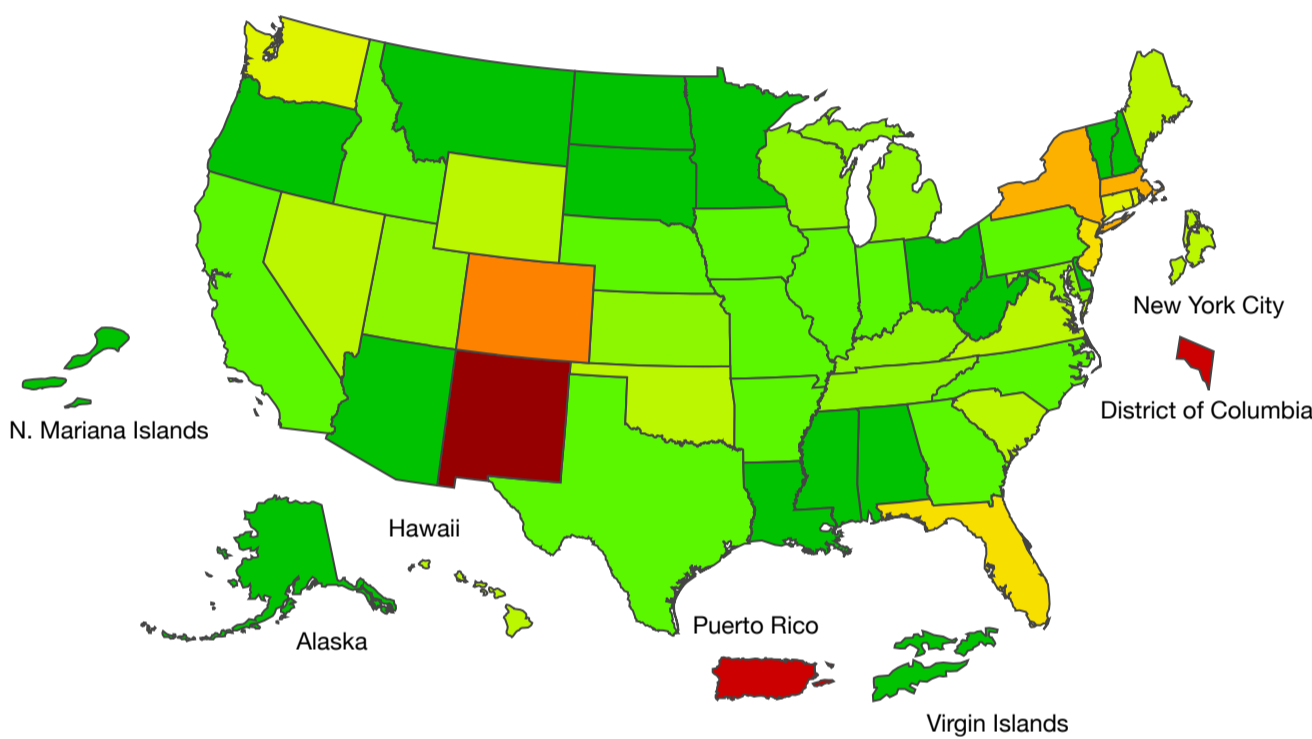 New York City
District of Columbia
N. Mariana Islands
Hawaii
Alaska
Puerto Rico
Virgin Islands